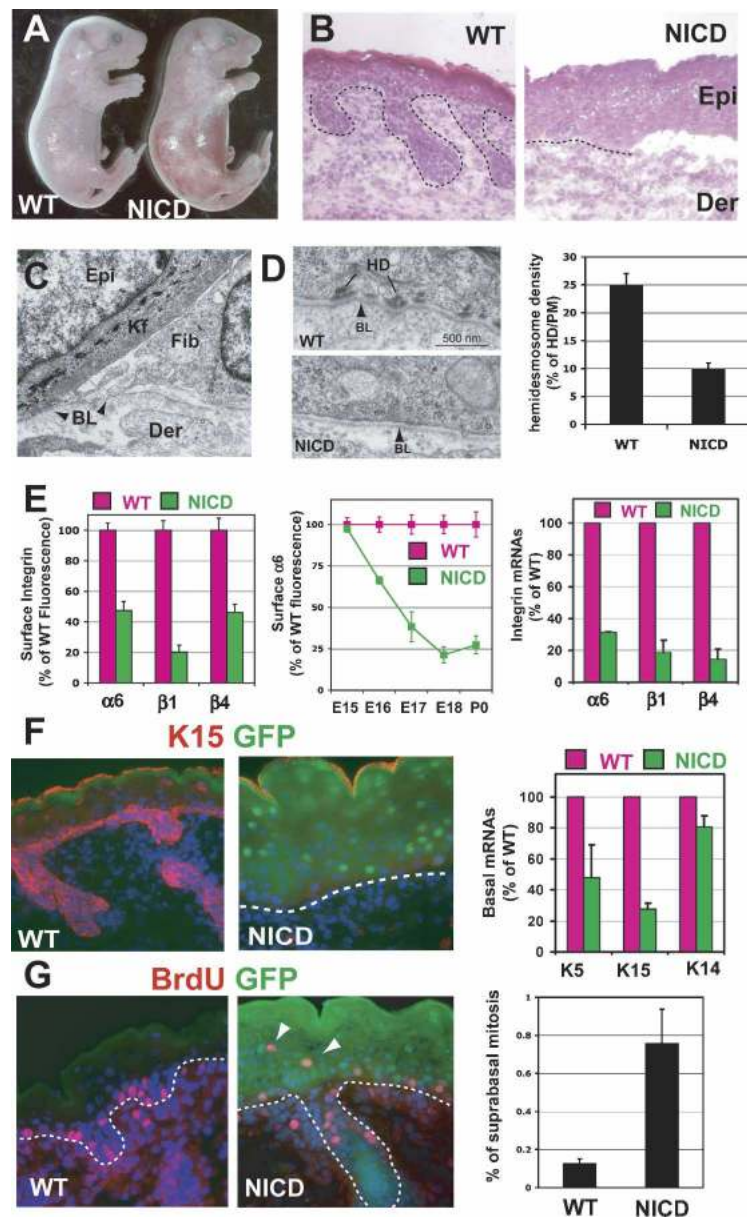 A
WT
NICD
B
WT
NICD
Epi
Der
C
Epi
Kf
Fib
BL
Der
D
HD
BL
WT
500 nm
NICD
BL
hemidesmosome density
(% of HD/PM)
30
25
20
15
10
5
0
WT
NICD
E
WT NICD
Surface Integrin
(% of WT Fluorescence)
100
80
60
40
20
0
α6 β1 β4
Surface α6
(% of WT fluorescence)
100
75
50
25
0
WT
NICD
E15 E16 E17 E18 P0
WT NICD
Integrin mRNAs
(% of WT)
100
80
60
40
20
0
α6 β1 β4
F
K15 GFP
WT
NICD
WT NICD
Basal mRNAs
(% of WT)
100
80
60
40
20
0
K5 K15 K14
G
BrdU GFP
WT
NICD
% of suprabasal mitosis
1
0.8
0.6
0.4
0.2
0
WT NICD